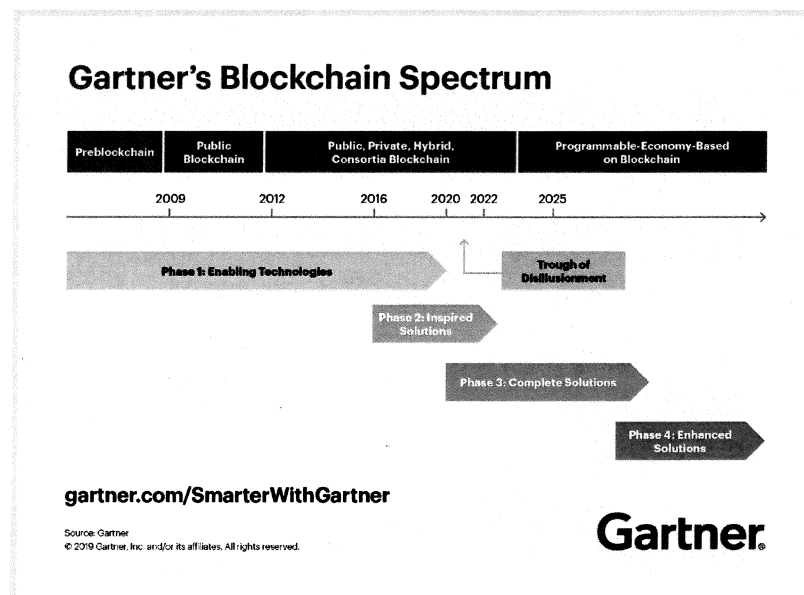 Gartner's Blockchain Spectrum
Preblockchain
Public
Blockchain
Public, Private, Hybrid,
Consortia Blockchain
Programmable-Economy-Based
on Blockchain
2009 2012 2016 2020 2022 2025
Phase 1: Enabling Technologies
Trough of
Disillusionment
Phase 2: Inspired
Solutions
Phase 3: Complete Solutions
Phase 4: Enhanced
Solutions
gartner.com/SmarterWithGartner
Source: Gartner
© 2019 Gartner, Inc. and/or its affiliates. All rights reserved.
Gartner®